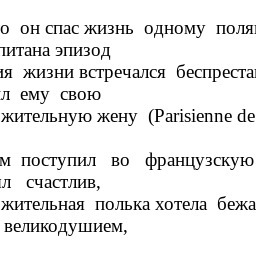 о он спас жизнь одному поля
питана эпизод
ия жизни встречался беспреста
л ему свою
жительную жену (Parisienne de
м поступил во французскую
л счастлив,
жительная полька хотела бежа
великодушием,